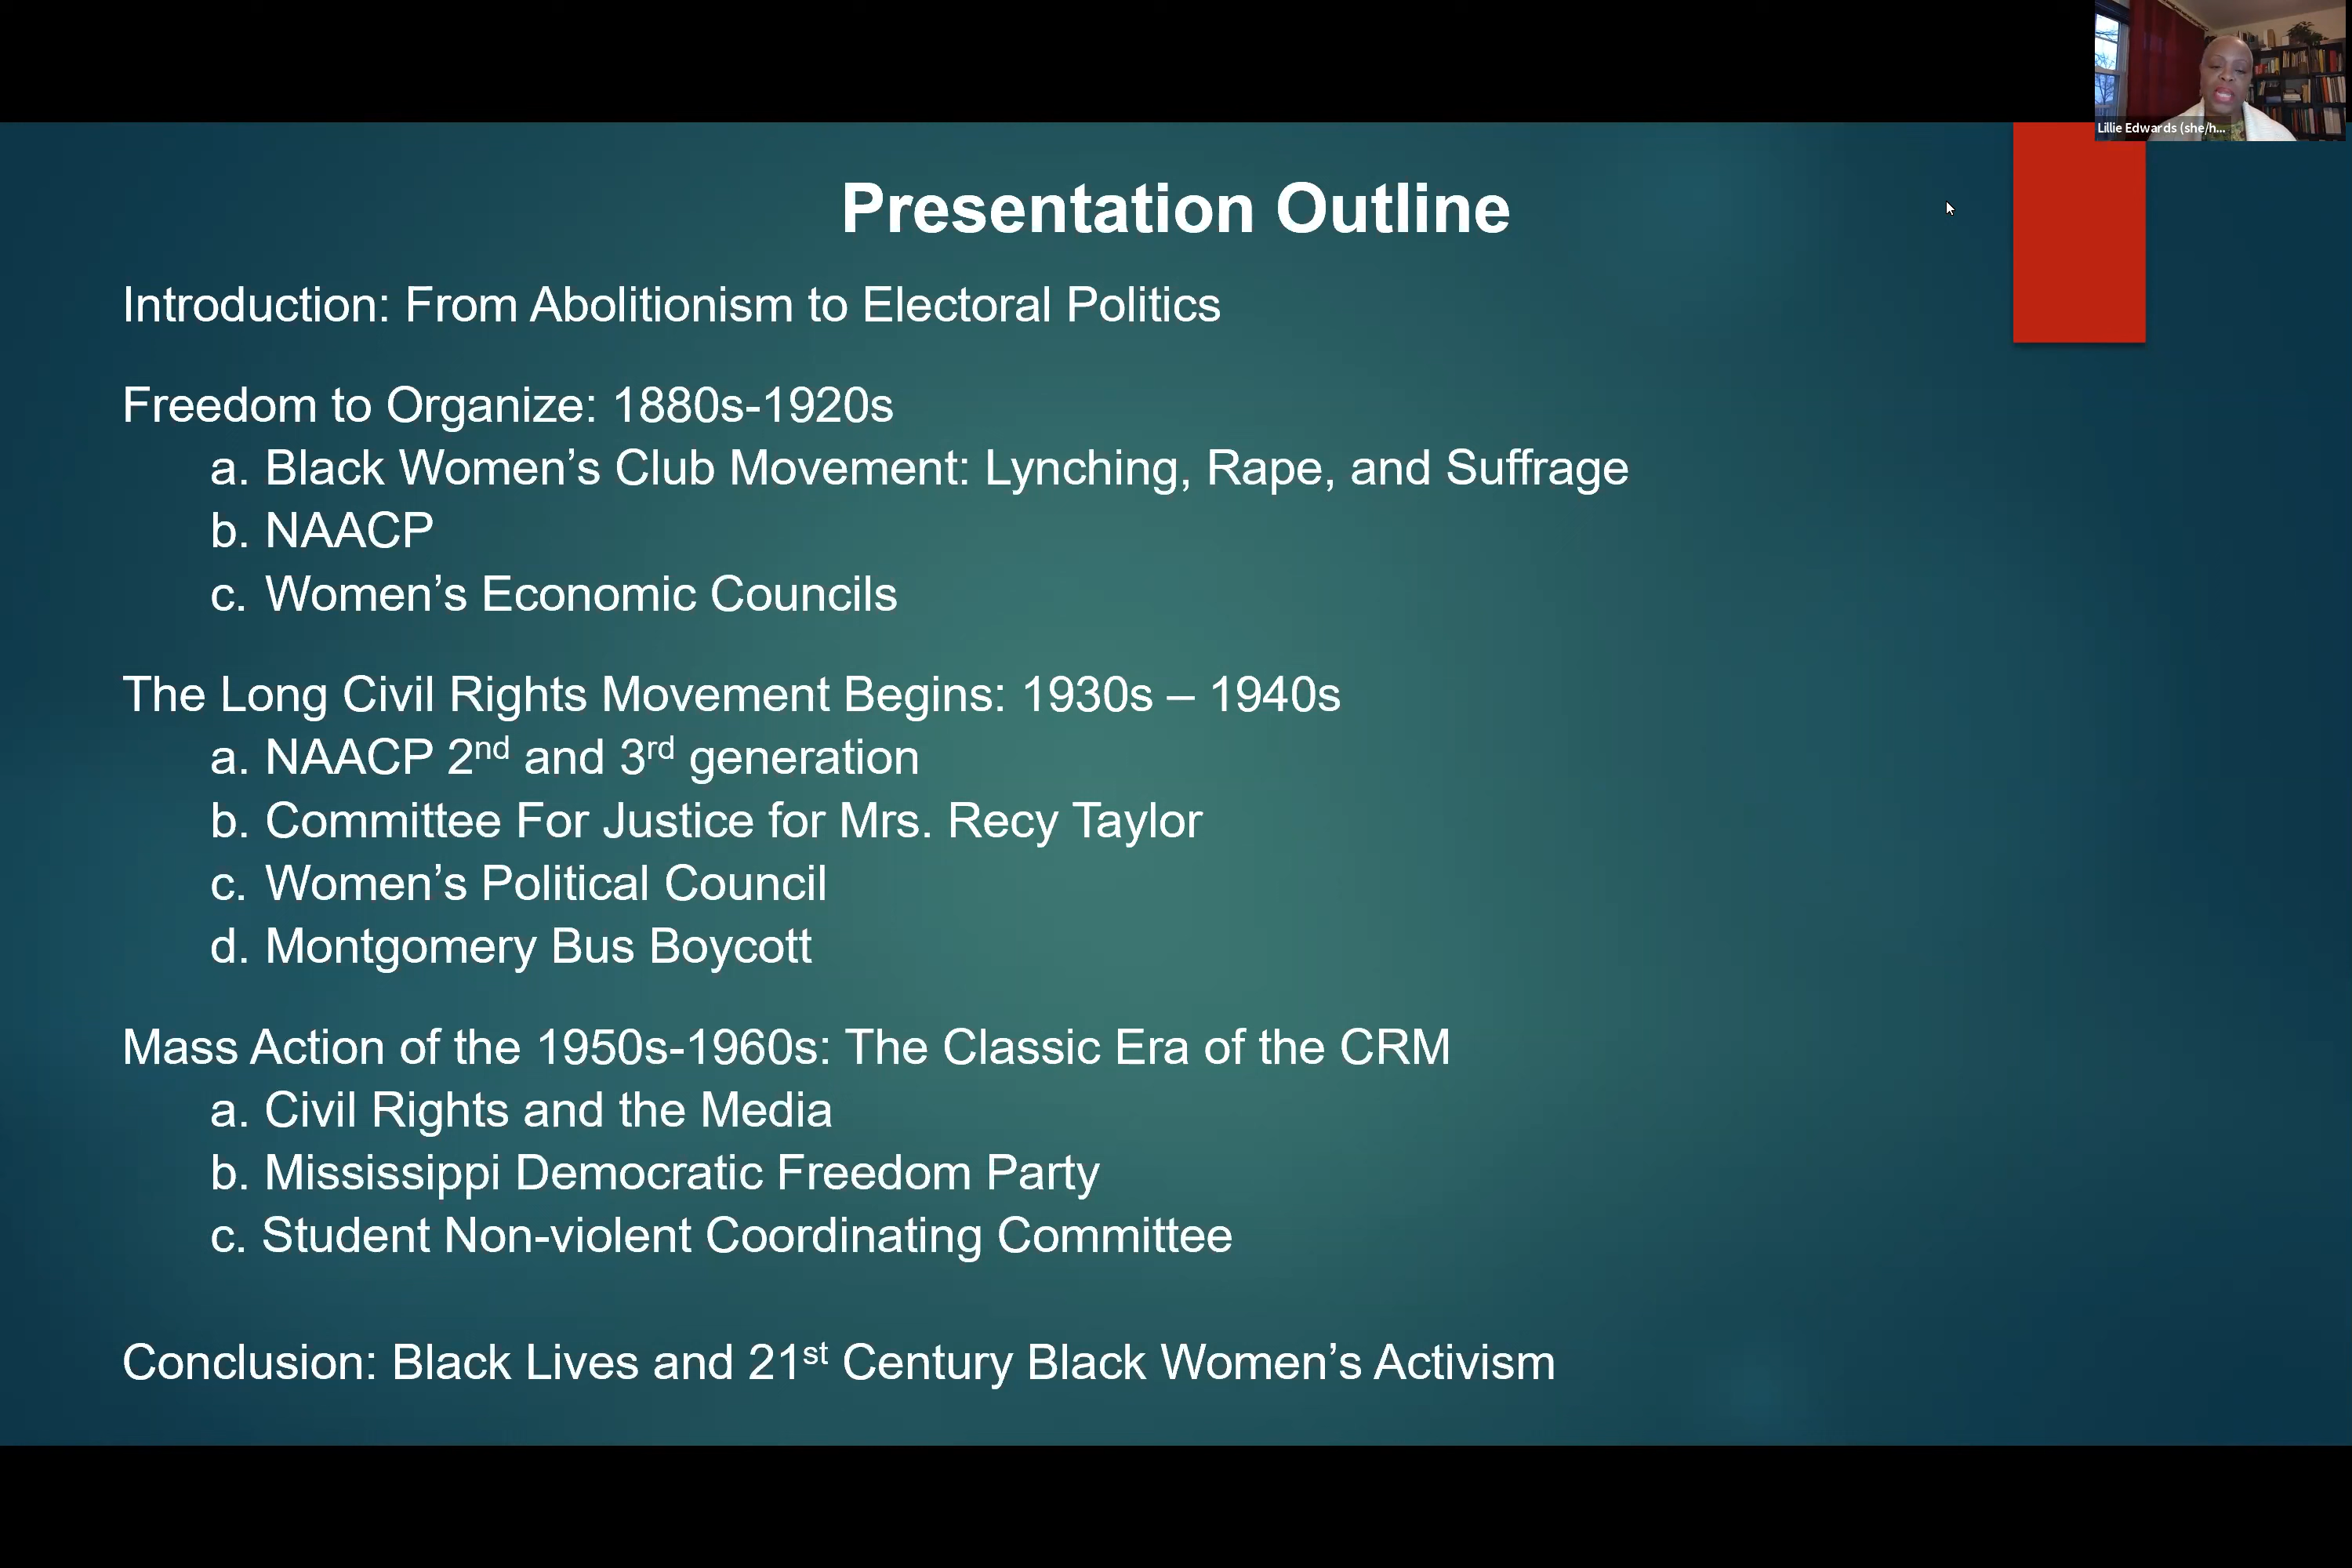 Lillie Edwards (she/h...
Presentation Outline
Introduction: From Abolitionism to Electoral Politics
Freedom to Organize: 1880s-1920s
a. Black Women’s Club Movement: Lynching, Rape, and Suffrage
b. NAACP
c. Women’s Economic Councils
The Long Civil Rights Movement Begins: 1930s – 1940s
a. NAACP 2nd and 3rd generation
b. Committee For Justice for Mrs. Recy Taylor
c. Women’s Political Council
d. Montgomery Bus Boycott
Mass Action of the 1950s-1960s: The Classic Era of the CRM
a. Civil Rights and the Media
b. Mississippi Democratic Freedom Party
c. Student Non-violent Coordinating Committee
Conclusion: Black Lives and 21st Century Black Women’s Activism